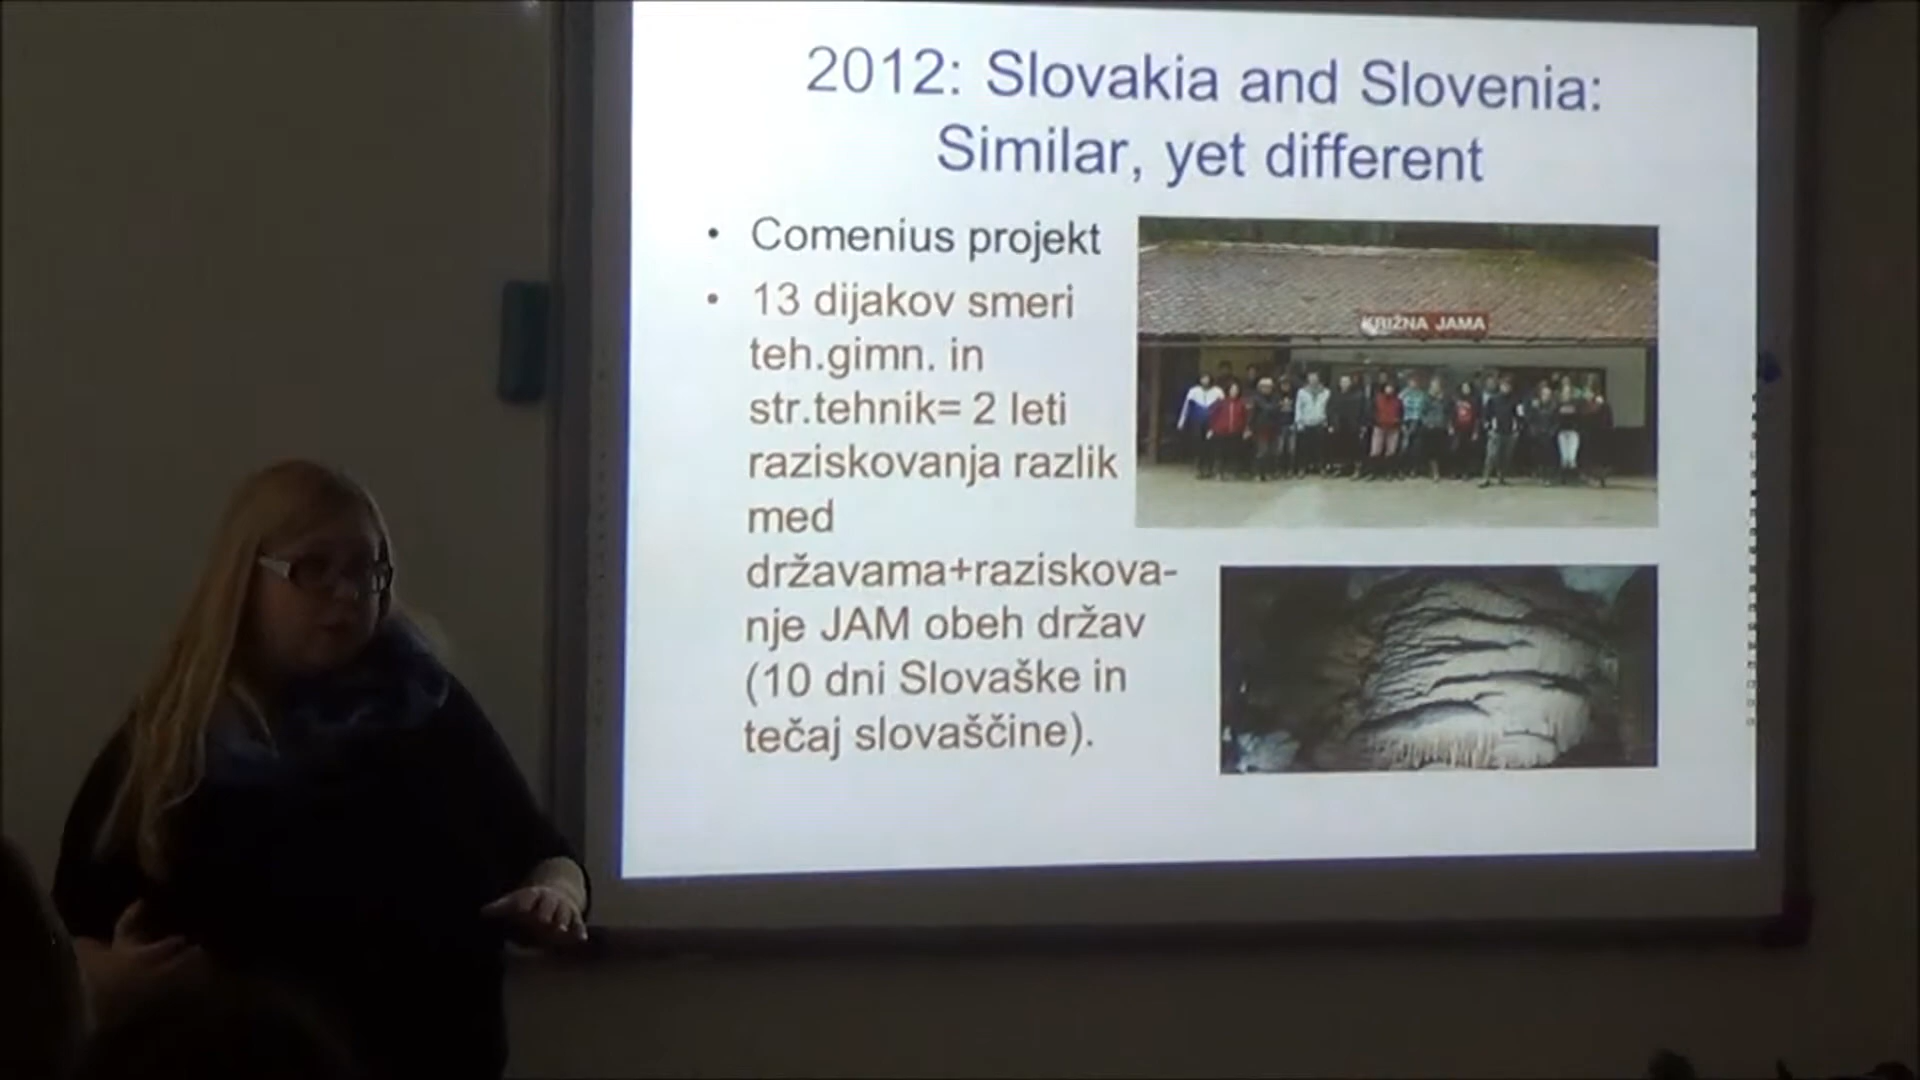 2012: Slovakia and Slovenia:
Similar, yet different
• Comenius projekt
• 13 dijakov smeri
teh.gimn. in
str.tehnik= 2 leti
raziskovanja razlik
med
državama+raziskova-
nje JAM obeh držav
(10 dni Slovaške in
tečaj slovaščine).
KRIŽNA JAMA